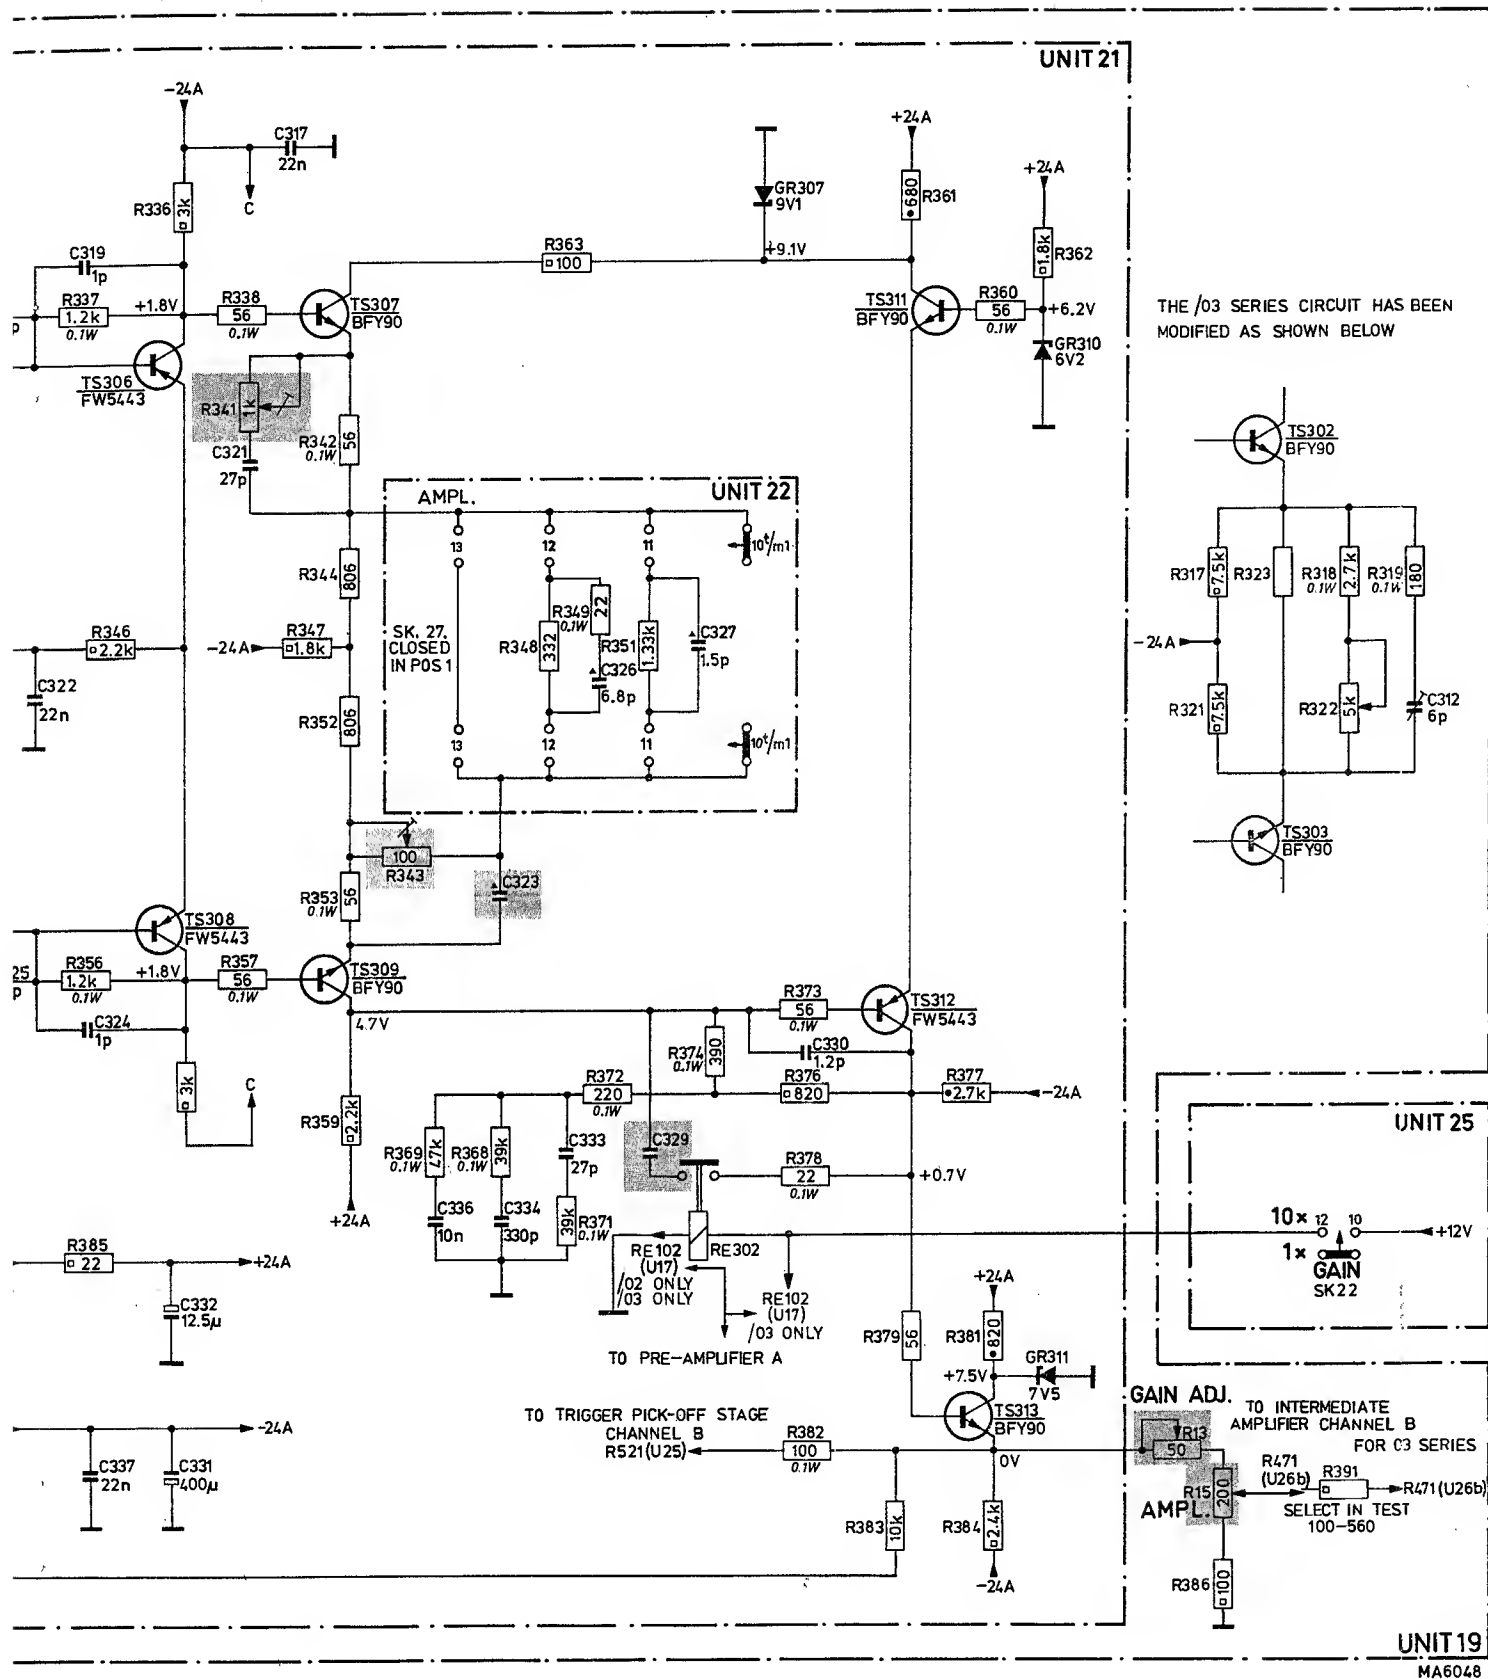 UNIT 21
-24A
C317
22n
R336
3k
C
C319
1p
R337
1.2k
0.1W
+1.8V
R338
56
0.1W
TS307
BFY90
TS306
FW5443
R363
100
GR307
9V1
+9.1V
+24A
680
R361
+24A
1.8k
R362
TS311
BFY90
R360
56
0.1W
+6.2V
GR310
6V2
THE /03 SERIES CIRCUIT HAS BEEN
MODIFIED AS SHOWN BELOW
TS302
BFY90
R317
7.5k
R323
R318
0.1W
2.7k
R319
0.1W
180
-24A
R321
7.5k
R322
5k
C312
6p
TS303
BFY90
p
R341
1k
R342
0.1W
56
C321
27p
UNIT 22
AMPL.
13
12
11
10t/m1
R344
806
R346
2.2k
-24A
R347
1.8k
SK. 27.
CLOSED
IN POS 1
R349
0.1W
22
R348
332
R351
1.33k
C327
1.5p
C326
6.8p
C322
22n
R352
806
13
12
11
10t/m1
100
R343
C323
R353
0.1W
56
TS308
FW5443
25
p
R356
1.2k
0.1W
+1.8V
R357
56
0.1W
TS309
BFY90
C324
1p
4.7V
R373
56
0.1W
TS312
FW5443
R374
0.1W
390
C330
1.2p
3k
C
R359
2.2k
R372
220
0.1W
R376
820
R377
2.7k
-24A
R369
0.1W
47k
R368
0.1W
39k
C333
27p
C329
R378
22
0.1W
+0.7V
+24A
C336
10n
C334
330p
39k
R371
0.1W
RE102
(U17)
/02 ONLY
/03 ONLY
RE302
RE102
(U17)
/03 ONLY
TO PRE-AMPLIFIER A
UNIT 25
10x
12
10
+12V
1x
GAIN
SK22
R385
22
+24A
C332
12.5µ
R379
56
+24A
R381
820
+7.5V
GR311
7V5
TS313
BFY90
-24A
C337
22n
C331
400µ
TO TRIGGER PICK-OFF STAGE
CHANNEL B
R521(U25)
R382
100
0.1W
0V
GAIN ADJ.
R13
50
TO INTERMEDIATE
AMPLIFIER CHANNEL B
FOR 03 SERIES
R471
(U26b)
R391
R471(U26b)
R15
200
AMPL.
SELECT IN TEST
100-560
R383
10k
R384
2.4k
-24A
R386
100
UNIT 19
MA6048